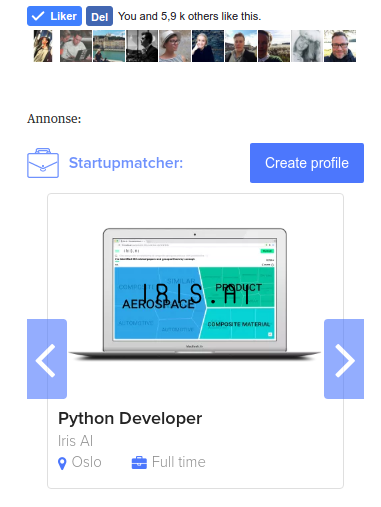 Liker Del You and 5,9 k others like this.
Annonse:
Startupmatcher: Create profile
IRIS.AI
PRODUCT
AEROSPACE
COMPOSITE MATERIAL
Python Developer
Iris AI
Oslo Full time